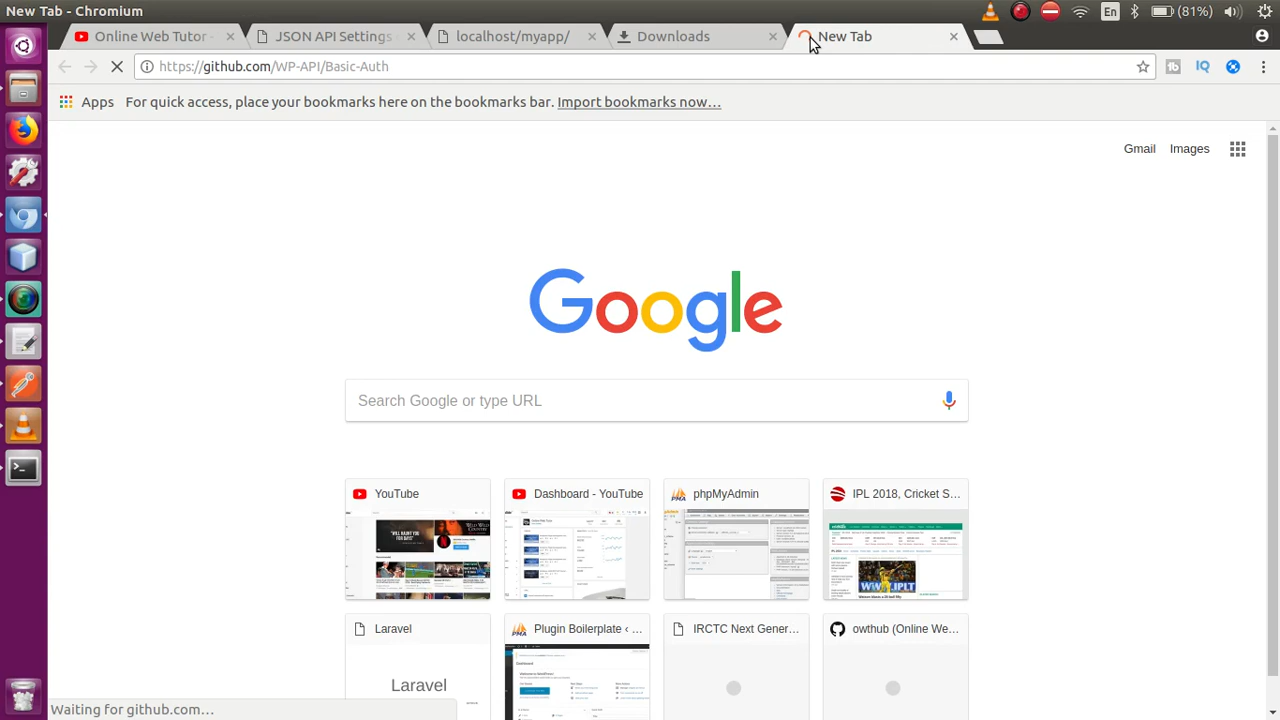 New Tab - Chromium
En
(81%)
Online Web Tutor
JSON API Settings
localhost/myapp/
Downloads
New Tab
https://github.com/WP-API/Basic-Auth
Apps For quick access, place your bookmarks here on the bookmarks bar. Import bookmarks now…
Gmail Images
Google
Search Google or type URL
YouTube
Dashboard - YouTube
phpMyAdmin
IPL 2018, Cricket S…
Laravel
Plugin Boilerplate ‹ …
IRCTC Next Gener…
owthub (Online We…
Laravel
Waiting for